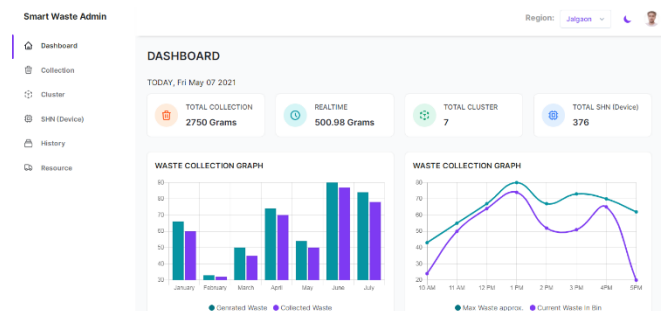 Smart Waste Admin
Region: Jalgaon
Dashboard
Collection
Cluster
SHN (Device)
History
Resource
DASHBOARD
TODAY, Fri May 07 2021
TOTAL COLLECTION
2750 Grams
REALTIME
500.98 Grams
TOTAL CLUSTER
7
TOTAL SHN (Device)
376
WASTE COLLECTION GRAPH
90
80
70
60
50
40
30
January February March April May June July
Genrated Waste Collected Waste
WASTE COLLECTION GRAPH
80
70
60
50
40
30
20
10 AM 11 AM 12 PM 1 PM 2 PM 3 PM 4PM 5PM
Max Waste approx. Current Waste in Bin